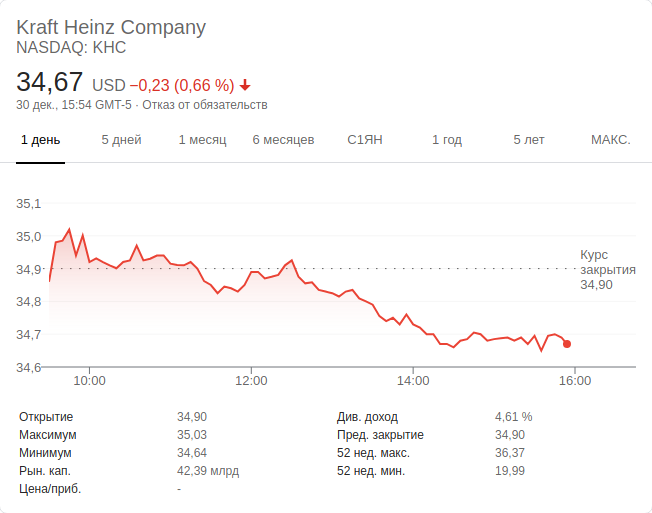 Kraft Heinz Company
NASDAQ: KHC
34,67 USD −0,23 (0,66 %)
30 дек., 15:54 GMT-5 · Отказ от обязательств
1 день 5 дней 1 месяц 6 месяцев С1ЯН 1 год 5 лет МАКС.
35,1
35,0
34,9
34,8
34,7
34,6
Курс
закрытия
34,90
10:00 12:00 14:00 16:00
Открытие 34,90 Див. доход 4,61 %
Максимум 35,03 Пред. закрытие 34,90
Минимум 34,64 52 нед. макс. 36,37
Рын. кап. 42,39 млрд 52 нед. мин. 19,99
Цена/приб. -